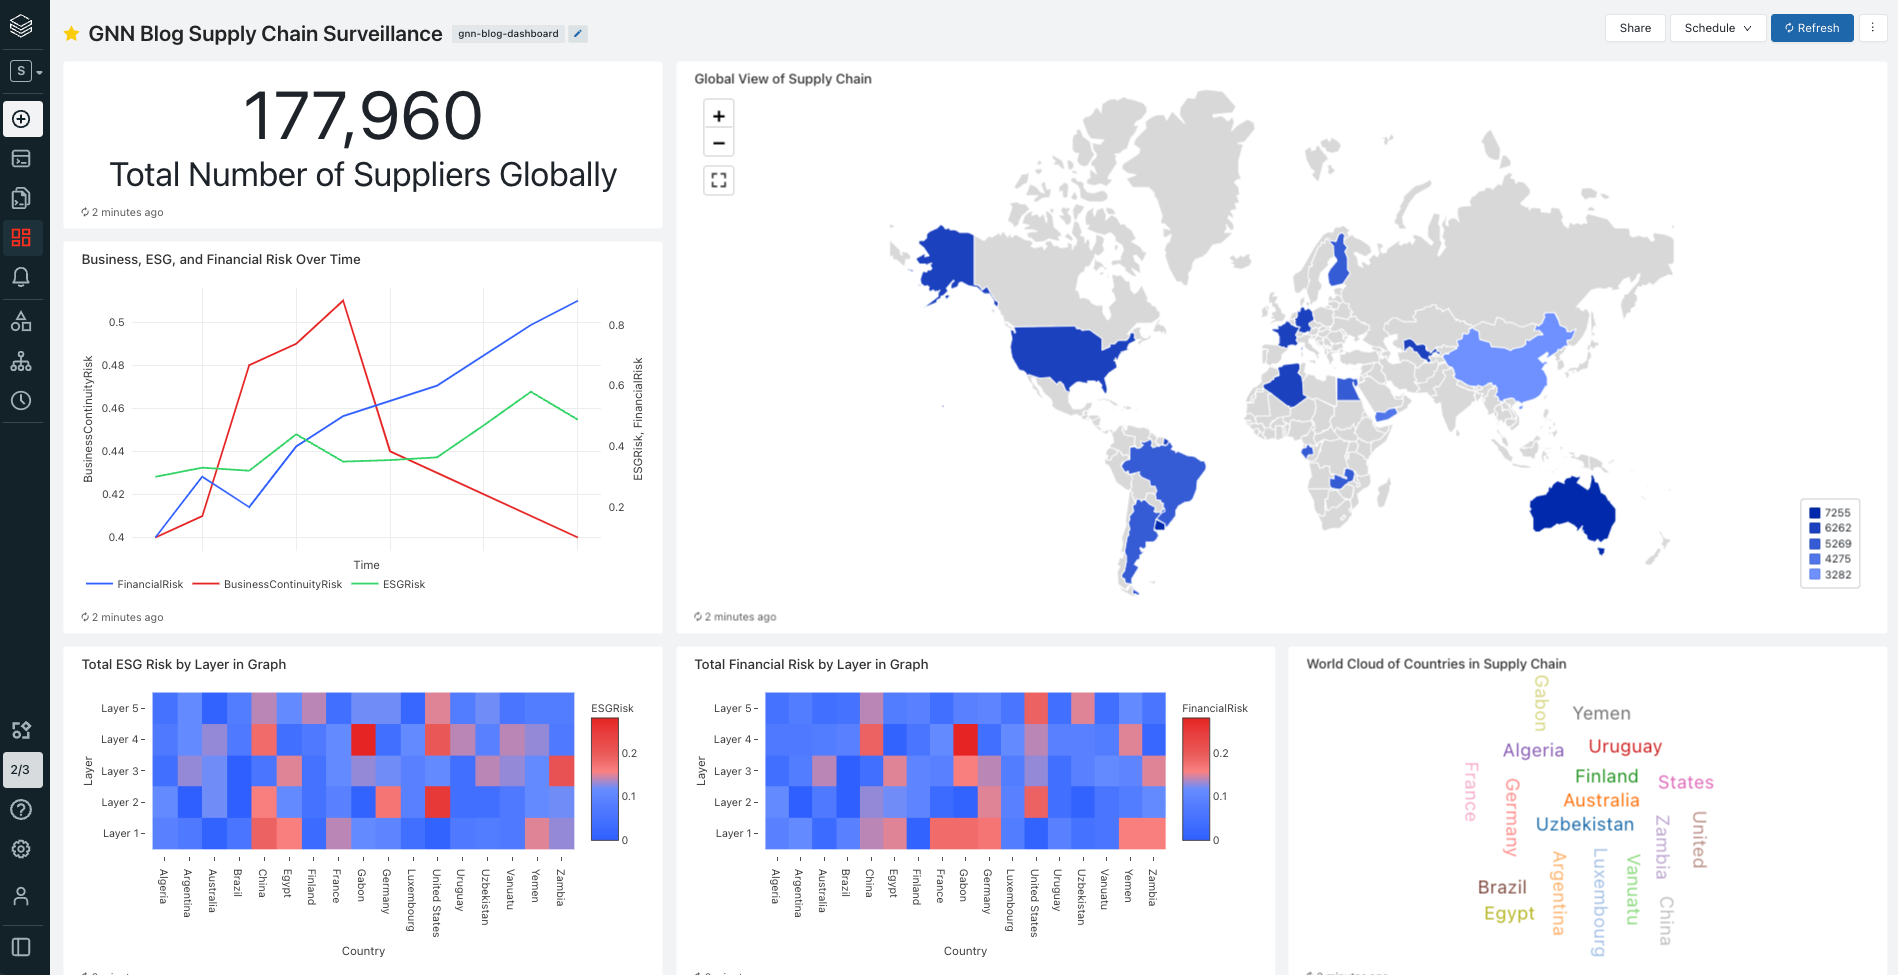 GNN Blog Supply Chain Surveillance
gnn-blog-dashboard
Share
Schedule
Refresh
S
2/3
177,960
Total Number of Suppliers Globally
2 minutes ago
Business, ESG, and Financial Risk Over Time
0.5
0.48
0.46
0.44
0.42
0.4
BusinessContinuityRisk
0.8
0.6
0.4
0.2
ESGRisk, FinancialRisk
Time
FinancialRisk
BusinessContinuityRisk
ESGRisk
2 minutes ago
Global View of Supply Chain
+
−
7255
6262
5269
4275
3282
2 minutes ago
Total ESG Risk by Layer in Graph
Layer 5
Layer 4
Layer 3
Layer 2
Layer 1
Layer
ESGRisk
0.2
0.1
0
Algeria
Argentina
Australia
Brazil
China
Egypt
Finland
France
Gabon
Germany
Luxembourg
United States
Uruguay
Uzbekistan
Vanuatu
Yemen
Zambia
Country
Total Financial Risk by Layer in Graph
Layer 5
Layer 4
Layer 3
Layer 2
Layer 1
Layer
FinancialRisk
0.2
0.1
0
Algeria
Argentina
Australia
Brazil
China
Egypt
Finland
France
Gabon
Germany
Luxembourg
United States
Uruguay
Uzbekistan
Vanuatu
Yemen
Zambia
Country
World Cloud of Countries in Supply Chain
Gabon
Yemen
Algeria
Uruguay
France
Finland
States
Germany
Australia
Uzbekistan
Zambia
United
Brazil
Argentina
Luxembourg
Vanuatu
Egypt
China